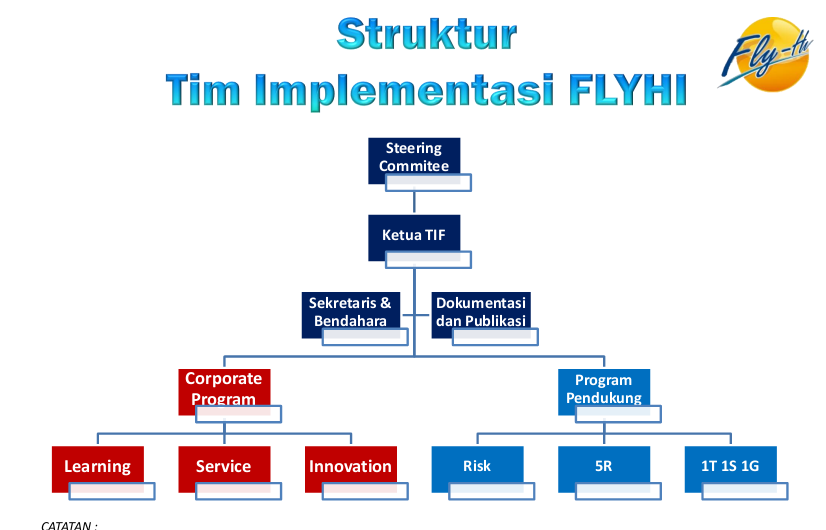 Struktur
Tim Implementasi FLYHI
Fly-Hi
Steering
Commitee
Ketua TIF
Sekretaris &
Bendahara
Dokumentasi
dan Publikasi
Corporate
Program
Program
Pendukung
Learning
Service
Innovation
Risk
5R
1T 1S 1G
CATATAN :